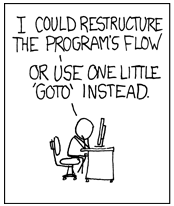 I COULD RESTRUCTURE
THE PROGRAM'S FLOW
OR USE ONE LITTLE
'GOTO' INSTEAD.